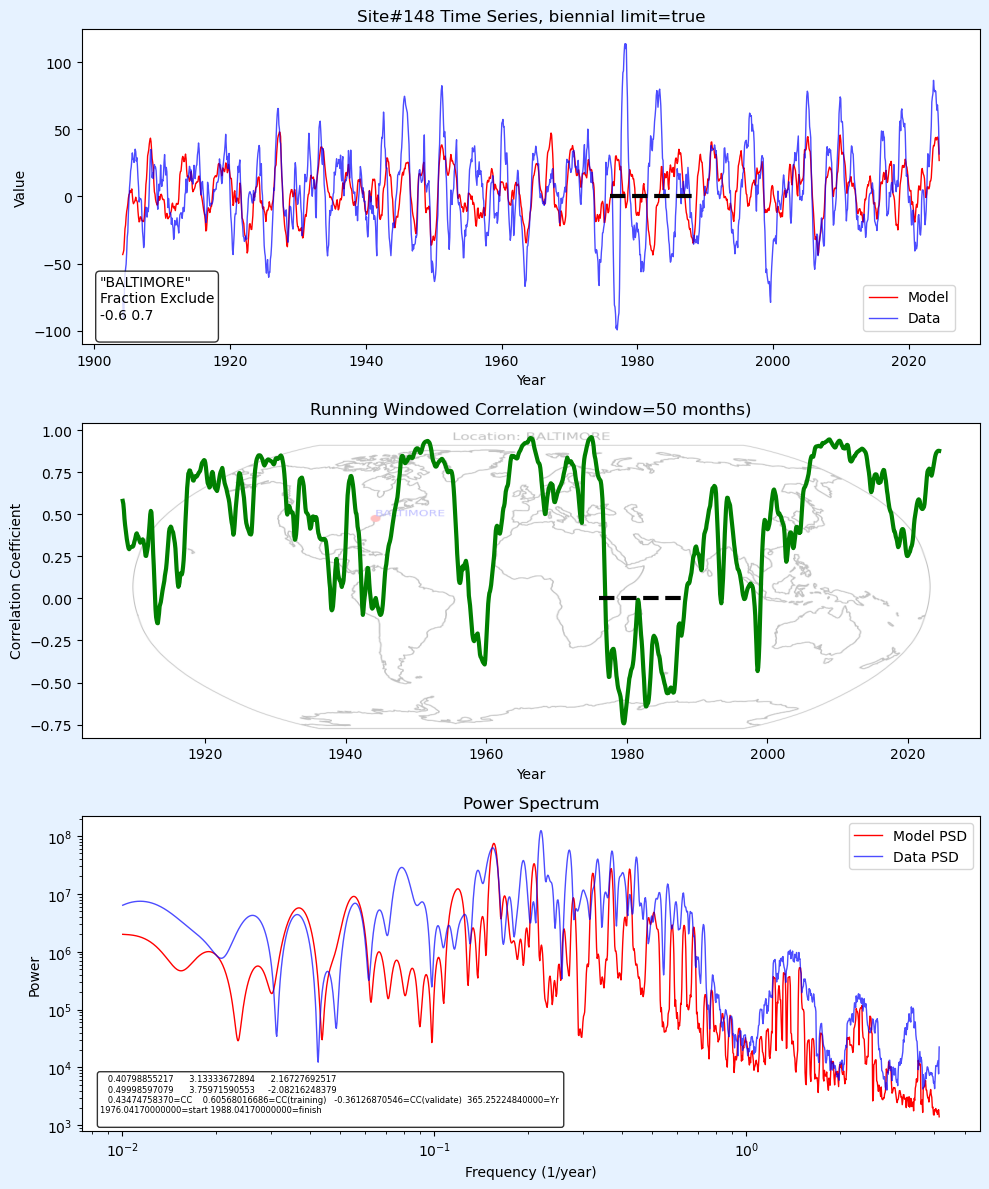 Site#148 Time Series, biennial limit=true
Value
100
50
0
−50
−100
"BALTIMORE"
Fraction Exclude
-0.6 0.7
Model
Data
1900 1920 1940 1960 1980 2000 2020
Year
Running Windowed Correlation (window=50 months)
Correlation Coefficient
1.00
0.75
0.50
0.25
0.00
−0.25
−0.50
−0.75
Location: BALTIMORE
BALTIMORE
1920 1940 1960 1980 2000 2020
Year
Power Spectrum
Power
10⁸
10⁷
10⁶
10⁵
10⁴
10³
Model PSD
Data PSD
0.40798855217 3.13333672894 2.16727692517
0.49998597079 3.75971590553 -2.08216248379
0.43474758370=CC 0.60568016686=CC(training) -0.36126870546=CC(validate) 365.25224840000=Yr
1976.04170000000=start 1988.04170000000=finish
10⁻² 10⁻¹ 10⁰
Frequency (1/year)